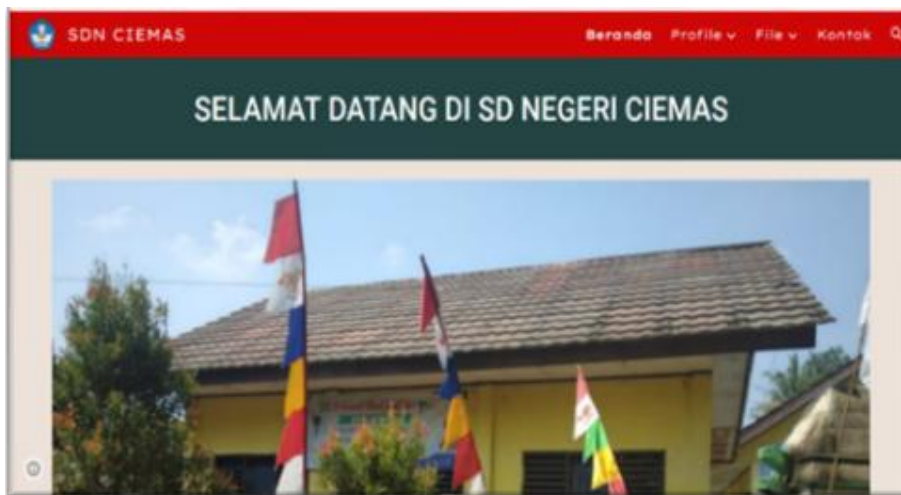 SDN CIEMAS
Beranda Profile File Kontak
SELAMAT DATANG DI SD NEGERI CIEMAS